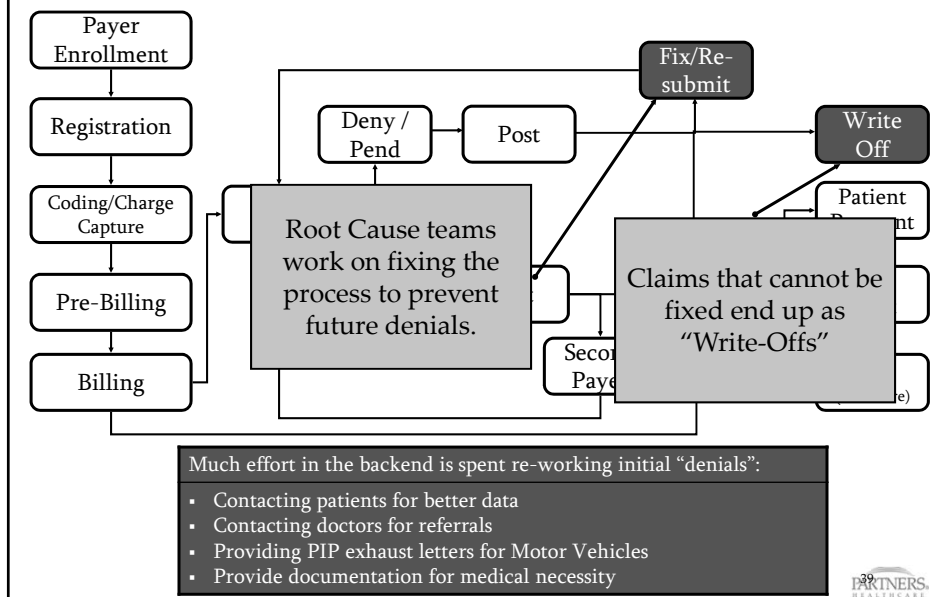 Payer
Enrollment
Registration
Coding/Charge
Capture
Pre-Billing
Billing
Deny /
Pend
Post
Fix/Re-
submit
Write
Off
Patient
Root Cause teams
work on fixing the
process to prevent
future denials.
Claims that cannot be
fixed end up as
“Write-Offs”
Much effort in the backend is spent re-working initial “denials”:
▪ Contacting patients for better data
▪ Contacting doctors for referrals
▪ Providing PIP exhaust letters for Motor Vehicles
▪ Provide documentation for medical necessity
39
PARTNERS.
HEALTHCARE